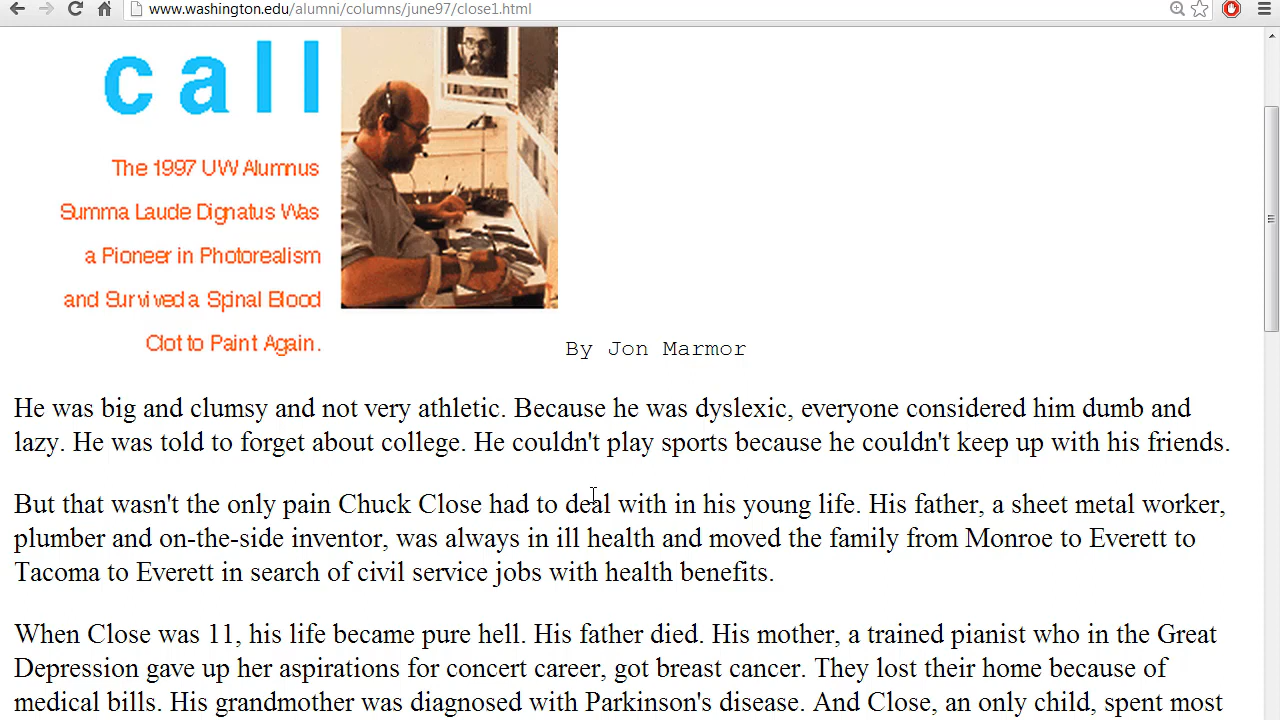 www.washington.edu/alumni/columns/june97/close1.html
call
The 1997 UW Alumnus
Summa Laude Dignatus Was
a Pioneer in Photorealism
and Survived a Spinal Blood
Clot to Paint Again.
By Jon Marmor
He was big and clumsy and not very athletic. Because he was dyslexic, everyone considered him dumb and
lazy. He was told to forget about college. He couldn't play sports because he couldn't keep up with his friends.
But that wasn't the only pain Chuck Close had to deal with in his young life. His father, a sheet metal worker,
plumber and on-the-side inventor, was always in ill health and moved the family from Monroe to Everett to
Tacoma to Everett in search of civil service jobs with health benefits.
When Close was 11, his life became pure hell. His father died. His mother, a trained pianist who in the Great
Depression gave up her aspirations for concert career, got breast cancer. They lost their home because of
medical bills. His grandmother was diagnosed with Parkinson's disease. And Close, an only child, spent most